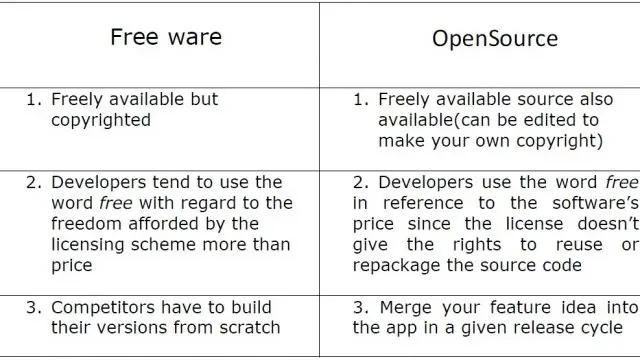 Free ware
OpenSource
1. Freely available but
copyrighted
1. Freely available source also
available(can be edited to
make your own copyright)
2. Developers tend to use the
word free with regard to the
freedom afforded by the
licensing scheme more than
price
2. Developers use the word free
in reference to the software's
price since the license doesn't
give the rights to reuse or
repackage the source code
3. Competitors have to build
their versions from scratch
3. Merge your feature idea into
the app in a given release cycle